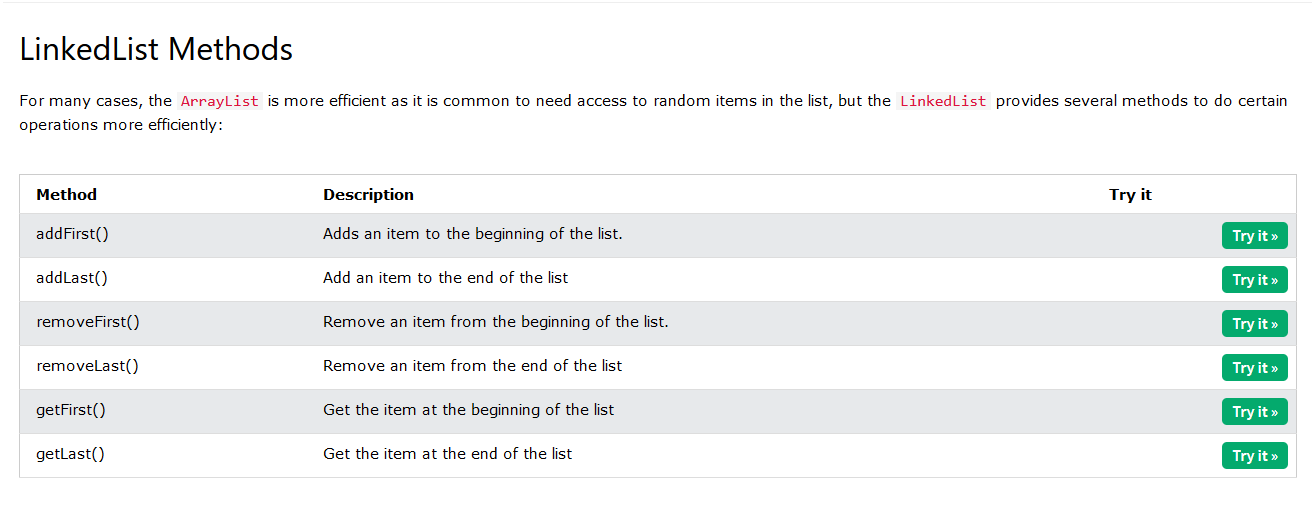 LinkedList Methods
For many cases, the ArrayList is more efficient as it is common to need access to random items in the list, but the LinkedList provides several methods to do certain
operations more efficiently:
Method Description Try it
addFirst() Adds an item to the beginning of the list. Try it »
addLast() Add an item to the end of the list Try it »
removeFirst() Remove an item from the beginning of the list. Try it »
removeLast() Remove an item from the end of the list Try it »
getFirst() Get the item at the beginning of the list Try it »
getLast() Get the item at the end of the list Try it »